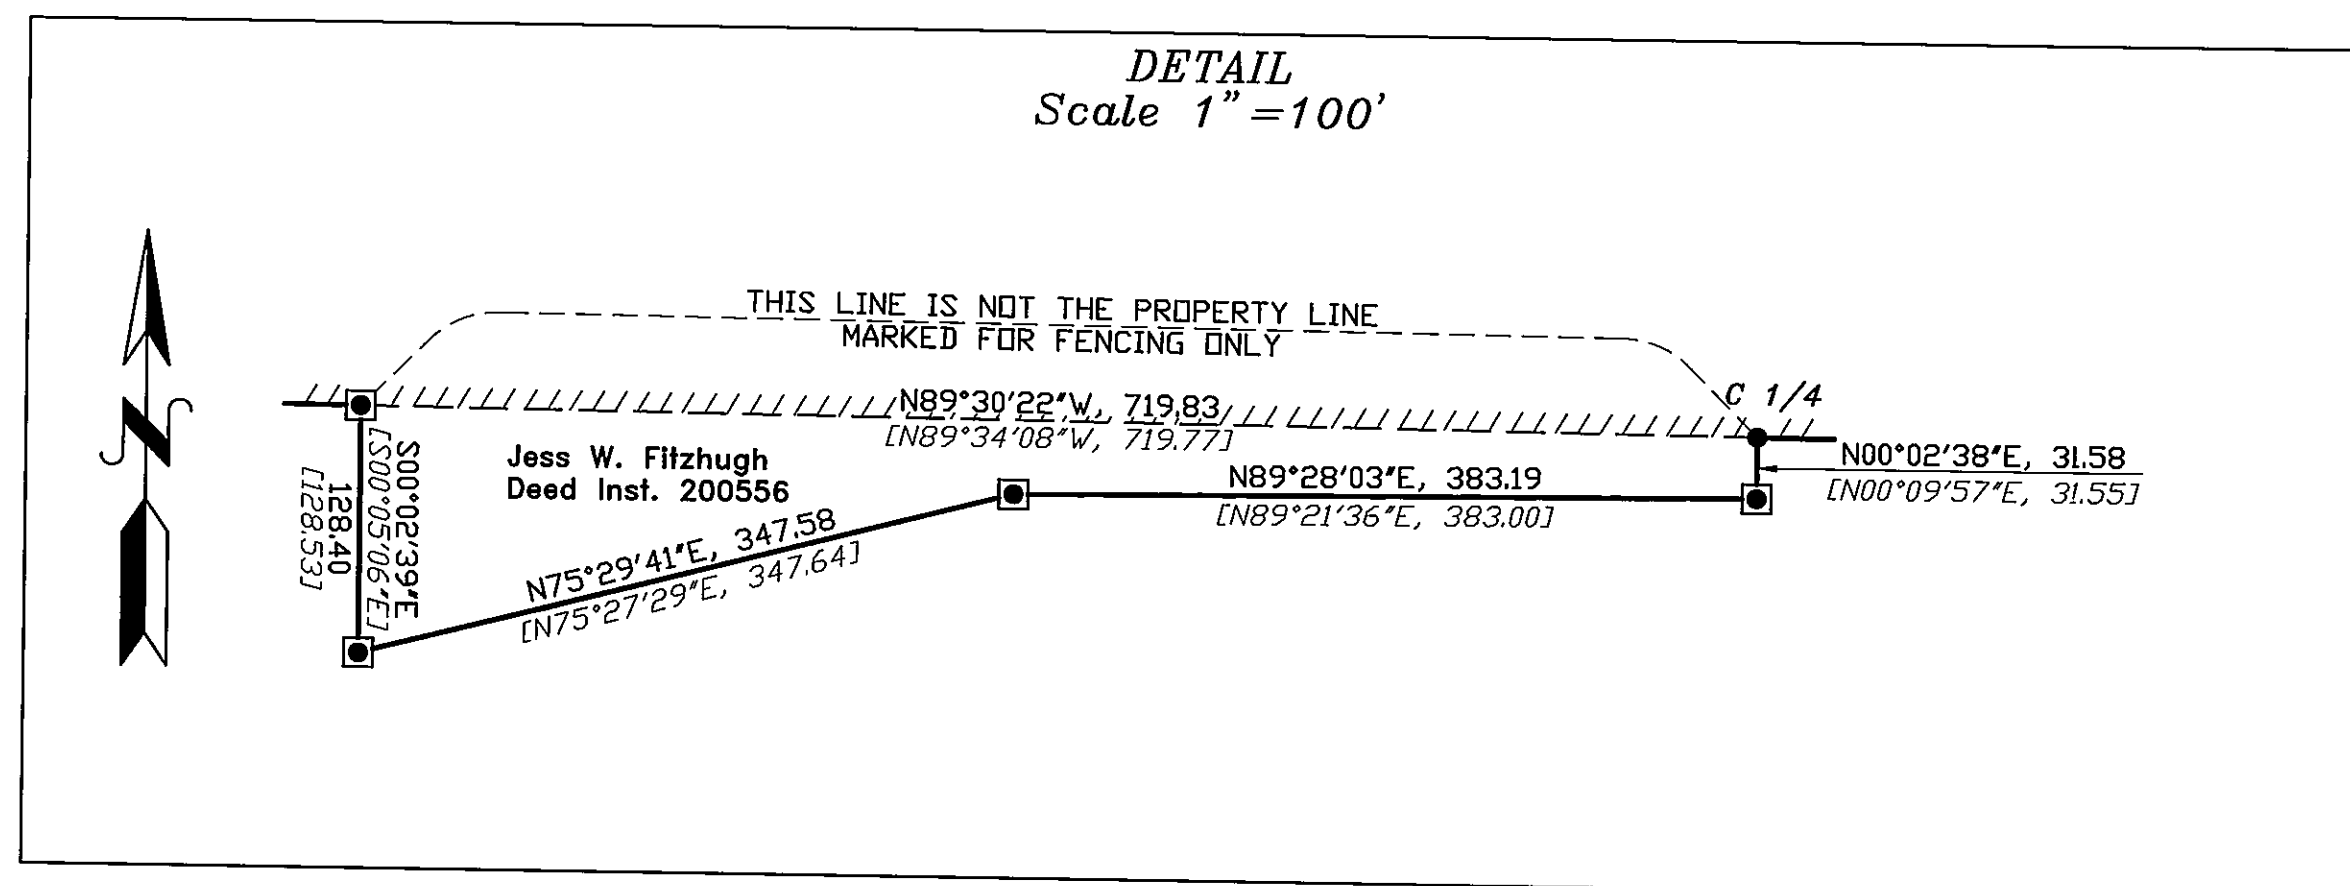 DETAIL
Scale 1"=100'
THIS LINE IS NOT THE PROPERTY LINE
MARKED FOR FENCING ONLY
N
C 1/4
N89°30'22"W, 719.83
[N89°34'08"W, 719.77]
Jess W. Fitzhugh
Deed Inst. 200556
S00°02'39"E
[S00°05'06"E]
128.40
[128.53]
N75°29'41"E, 347.58
[N75°27'29"E, 347.64]
N89°28'03"E, 383.19
[N89°21'36"E, 383.00]
N00°02'38"E, 31.58
[N00°09'57"E, 31.55]